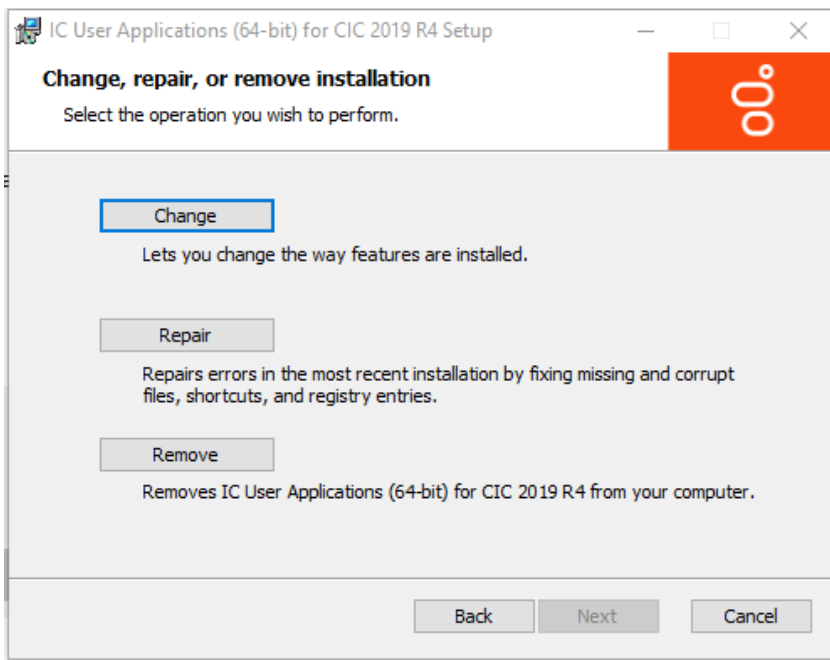 IC User Applications (64-bit) for CIC 2019 R4 Setup
Change, repair, or remove installation
Select the operation you wish to perform.
Change
Lets you change the way features are installed.
Repair
Repairs errors in the most recent installation by fixing missing and corrupt
files, shortcuts, and registry entries.
Remove
Removes IC User Applications (64-bit) for CIC 2019 R4 from your computer.
Back Next Cancel